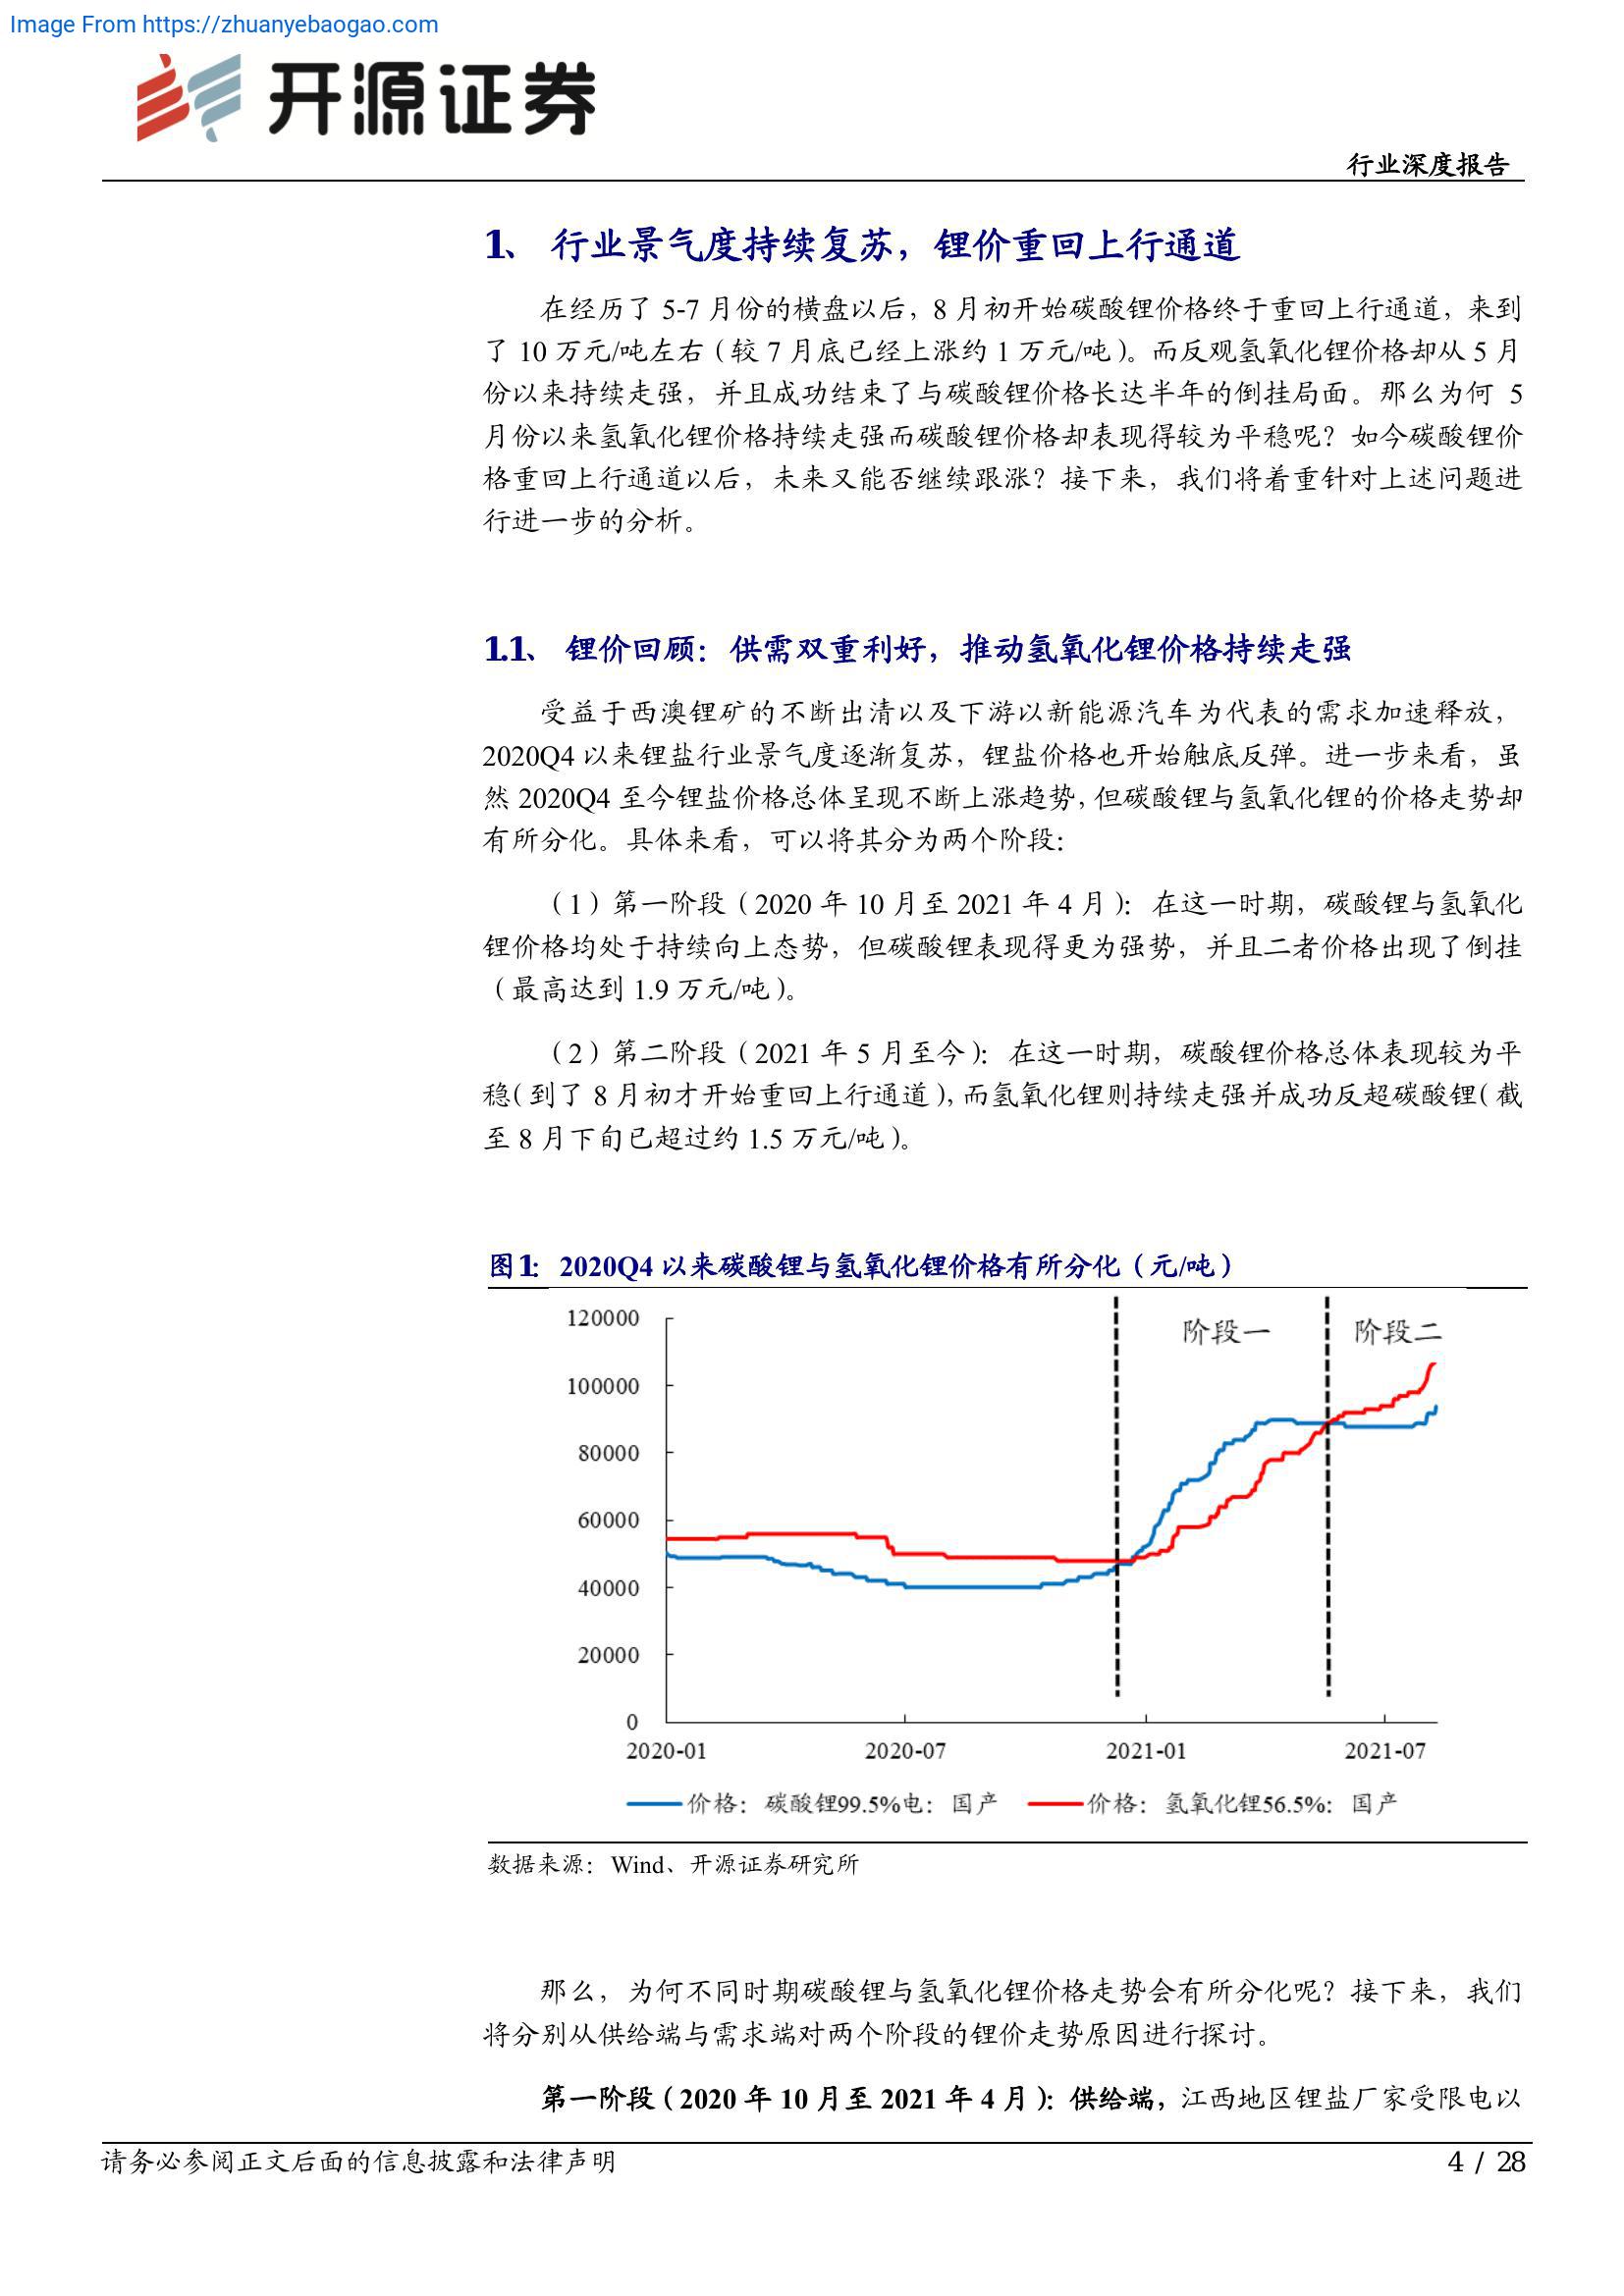 Image From https://zhuanyebaogao.com
开源证券
行业深度报告
1、 行业景气度持续复苏，锂价重回上行通道
在经历了 5-7 月份的横盘以后，8 月初开始碳酸锂价格终于重回上行通道，来到
了 10 万元/吨左右（较 7 月底已经上涨约 1 万元/吨）。而反观氢氧化锂价格却从 5 月
份以来持续走强，并且成功结束了与碳酸锂价格长达半年的倒挂局面。那么为何 5
月份以来氢氧化锂价格持续走强而碳酸锂价格却表现得较为平稳呢？如今碳酸锂价
格重回上行通道以后，未来又能否继续跟涨？接下来，我们将着重针对上述问题进
行进一步的分析。
1.1、 锂价回顾：供需双重利好，推动氢氧化锂价格持续走强
受益于西澳锂矿的不断出清以及下游以新能源汽车为代表的需求加速释放，
2020Q4 以来锂盐行业景气度逐渐复苏，锂盐价格也开始触底反弹。进一步来看，虽
然 2020Q4 至今锂盐价格总体呈现不断上涨趋势，但碳酸锂与氢氧化锂的价格走势却
有所分化。具体来看，可以将其分为两个阶段：
（1）第一阶段（2020 年 10 月至 2021 年 4 月）：在这一时期，碳酸锂与氢氧化
锂价格均处于持续向上态势，但碳酸锂表现得更为强势，并且二者价格出现了倒挂
（最高达到 1.9 万元/吨）。
（2）第二阶段（2021 年 5 月至今）：在这一时期，碳酸锂价格总体表现较为平
稳（到了 8 月初才开始重回上行通道），而氢氧化锂则持续走强并成功反超碳酸锂（截
至 8 月下旬已超过约 1.5 万元/吨）。
图1： 2020Q4 以来碳酸锂与氢氧化锂价格有所分化（元/吨）
阶段一 阶段二
120000
100000
80000
60000
40000
20000
0
2020-01 2020-07 2021-01 2021-07
价格：碳酸锂99.5%电：国产 价格：氢氧化锂56.5%：国产
数据来源：Wind、开源证券研究所
那么，为何不同时期碳酸锂与氢氧化锂价格走势会有所分化呢？接下来，我们
将分别从供给端与需求端对两个阶段的锂价走势原因进行探讨。
第一阶段（2020 年 10 月至 2021 年 4 月）：供给端，江西地区锂盐厂家受限电以
请务必参阅正文后面的信息披露和法律声明 4 / 28